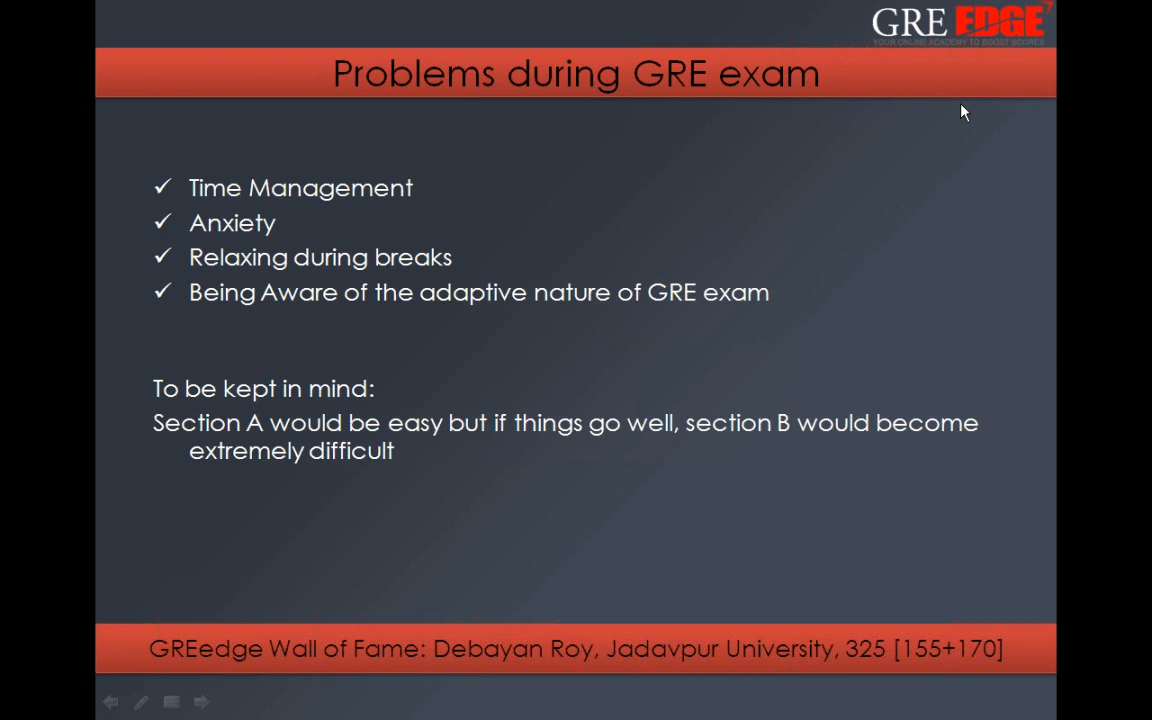 GRE EDGE
YOUR ONLINE ACADEMY TO BOOST SCORES
Problems during GRE exam
✓ Time Management
✓ Anxiety
✓ Relaxing during breaks
✓ Being Aware of the adaptive nature of GRE exam
To be kept in mind:
Section A would be easy but if things go well, section B would become
extremely difficult
GREedge Wall of Fame: Debayan Roy, Jadavpur University, 325 [155+170]